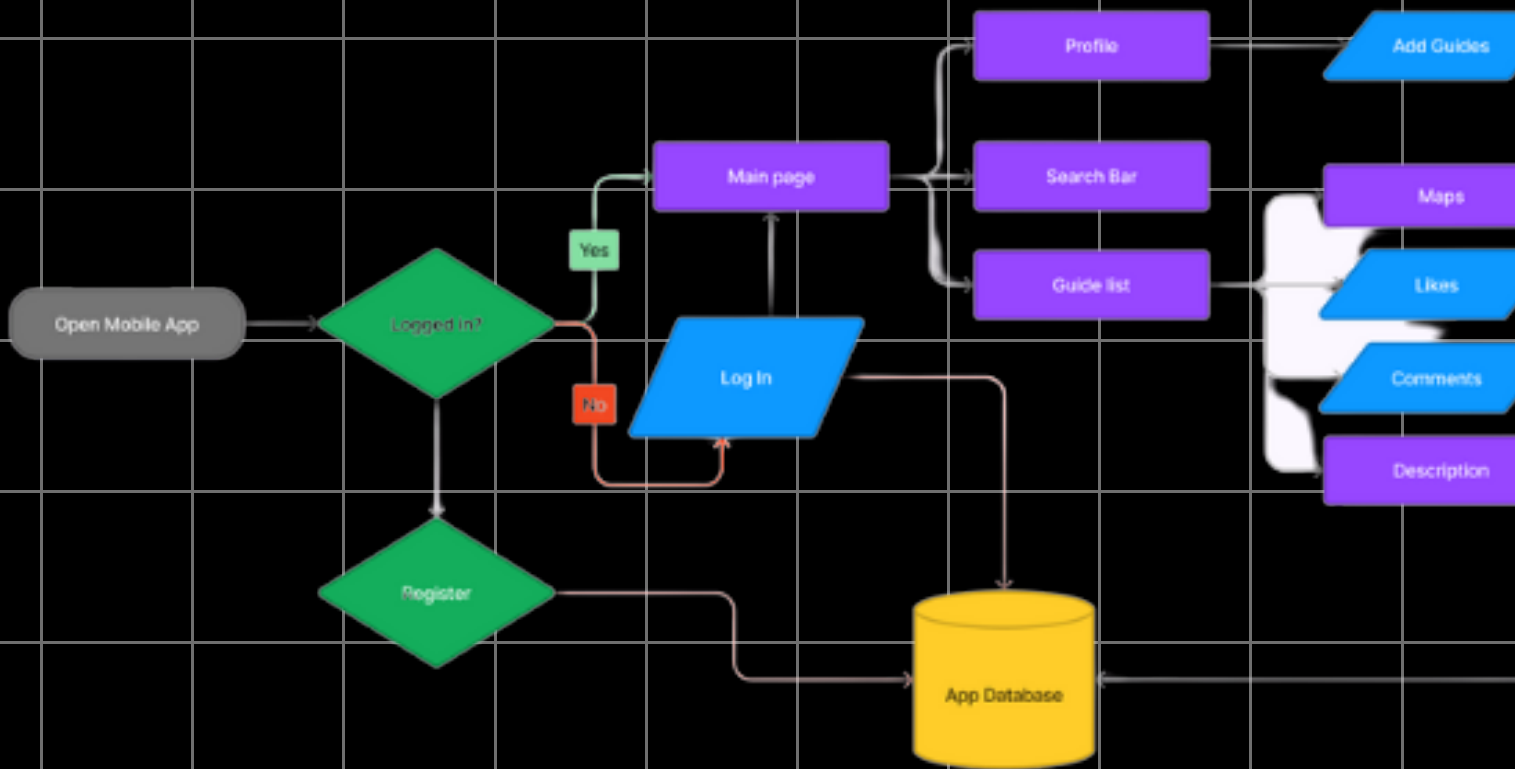 Profile
Add Guides
Main page
Search Bar
Maps
Yes
Guide list
Likes
Open Mobile App
Logged in?
Log In
Comments
No
Description
Register
App Database